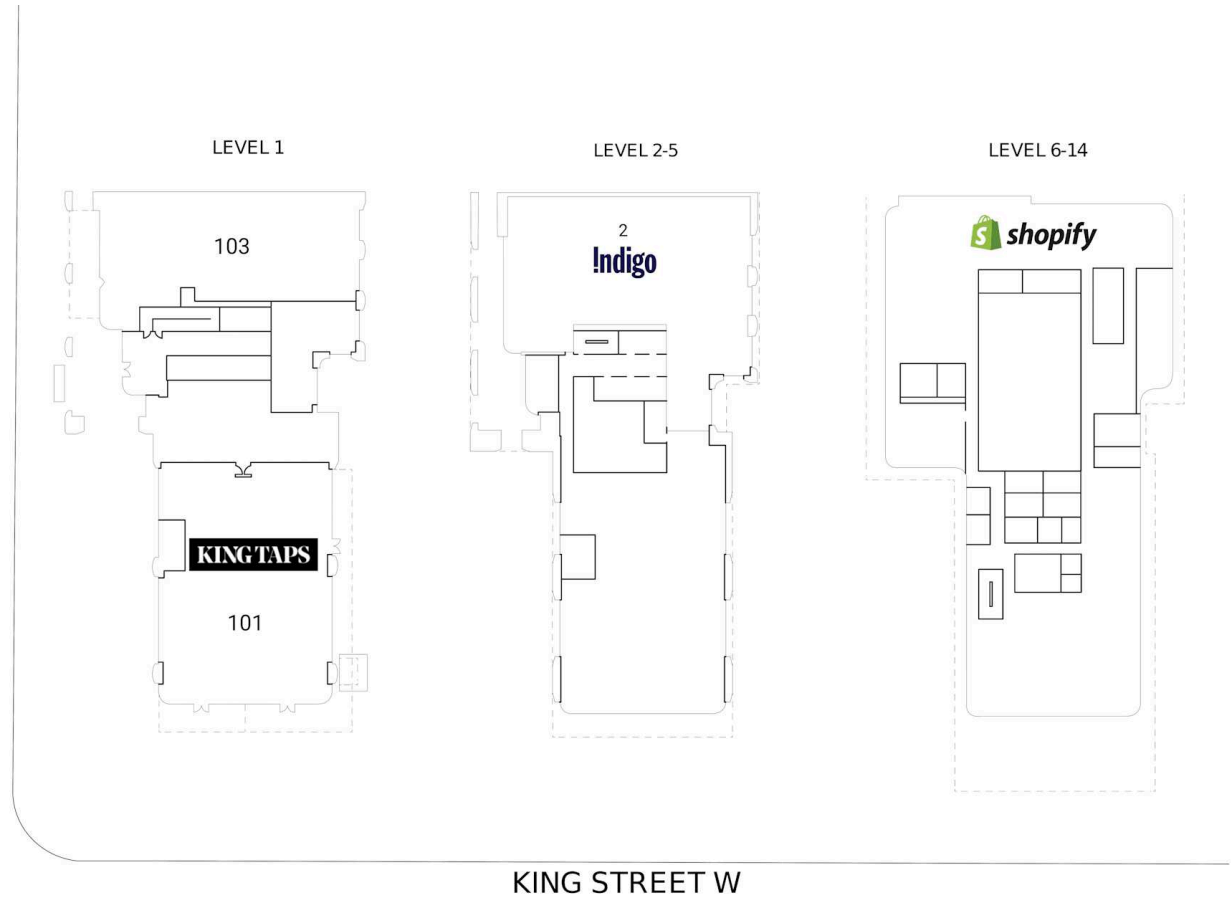 LEVEL 1
LEVEL 2-5
LEVEL 6-14
103
2
!ndigo
shopify
KING TAPS
101
KING STREET W